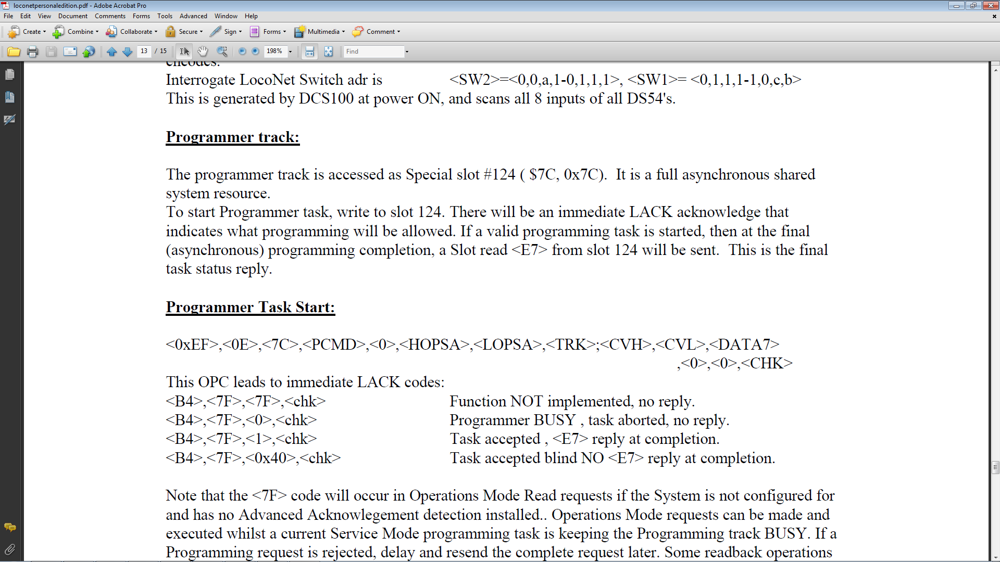 loconetpersonaledition.pdf - Adobe Acrobat Pro
File Edit View Document Comments Forms Tools Advanced Window Help
Create Combine Collaborate Secure Sign Forms Multimedia Comment
13 / 15 198% Find
encodes:
Interrogate LocoNet Switch adr is <SW2>=<0,0,a,1-0,1,1,1>, <SW1>= <0,1,1,1-1,0,c,b>
This is generated by DCS100 at power ON, and scans all 8 inputs of all DS54's.
Programmer track:
The programmer track is accessed as Special slot #124 ( $7C, 0x7C). It is a full asynchronous shared
system resource.
To start Programmer task, write to slot 124. There will be an immediate LACK acknowledge that
indicates what programming will be allowed. If a valid programming task is started, then at the final
(asynchronous) programming completion, a Slot read <E7> from slot 124 will be sent. This is the final
task status reply.
Programmer Task Start:
<0xEF>,<0E>,<7C>,<PCMD>,<0>,<HOPSA>,<LOPSA>,<TRK>;<CVH>,<CVL>,<DATA7>
,<0>,<0>,<CHK>
This OPC leads to immediate LACK codes:
<B4>,<7F>,<7F>,<chk> Function NOT implemented, no reply.
<B4>,<7F>,<0>,<chk> Programmer BUSY , task aborted, no reply.
<B4>,<7F>,<1>,<chk> Task accepted , <E7> reply at completion.
<B4>,<7F>,<0x40>,<chk> Task accepted blind NO <E7> reply at completion.
Note that the <7F> code will occur in Operations Mode Read requests if the System is not configured for
and has no Advanced Acknowlegement detection installed.. Operations Mode requests can be made and
executed whilst a current Service Mode programming task is keeping the Programming track BUSY. If a
Programming request is rejected, delay and resend the complete request later. Some readback operations